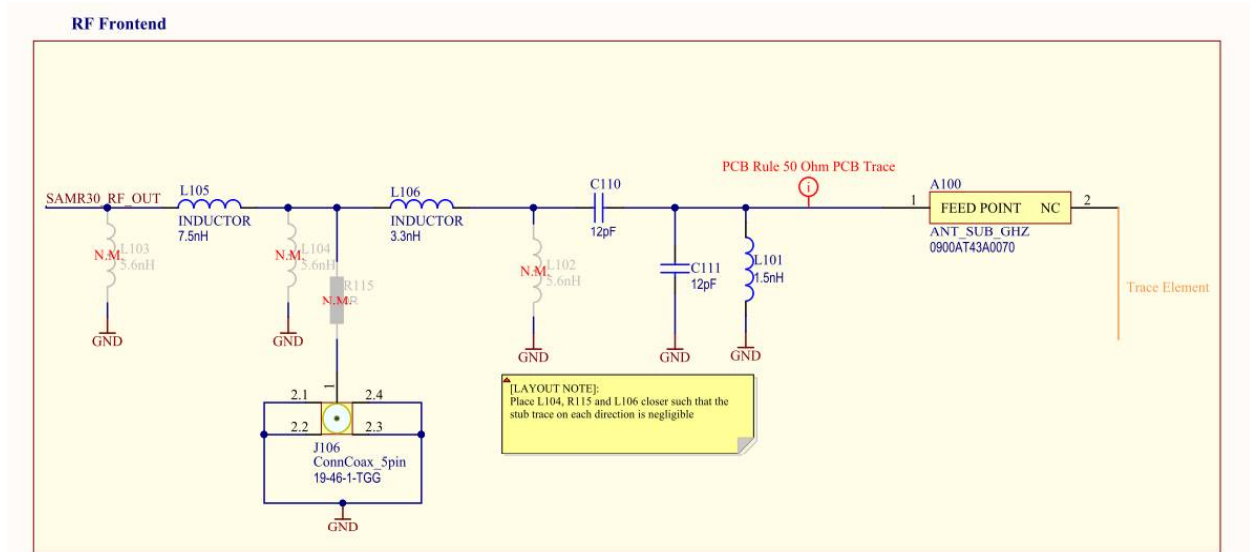 RF Frontend
PCB Rule 50 Ohm PCB Trace
i
SAMR30_RF_OUT
L105
INDUCTOR
7.5nH
L106
INDUCTOR
3.3nH
C110
12pF
A100
1
FEED POINT NC
2
ANT_SUB_GHZ
0900AT43A0070
N.M.
L103
5.6nH
N.M.
L104
5.6nH
N.M.
R115
N.M.
L102
5.6nH
C111
12pF
L101
1.5nH
Trace Element
GND
GND
GND
GND
GND
1
2.1
2.4
2.2
2.3
J106
ConnCoax_5pin
19-46-1-TGG
GND
[LAYOUT NOTE]:
Place L104, R115 and L106 closer such that the
stub trace on each direction is negligible